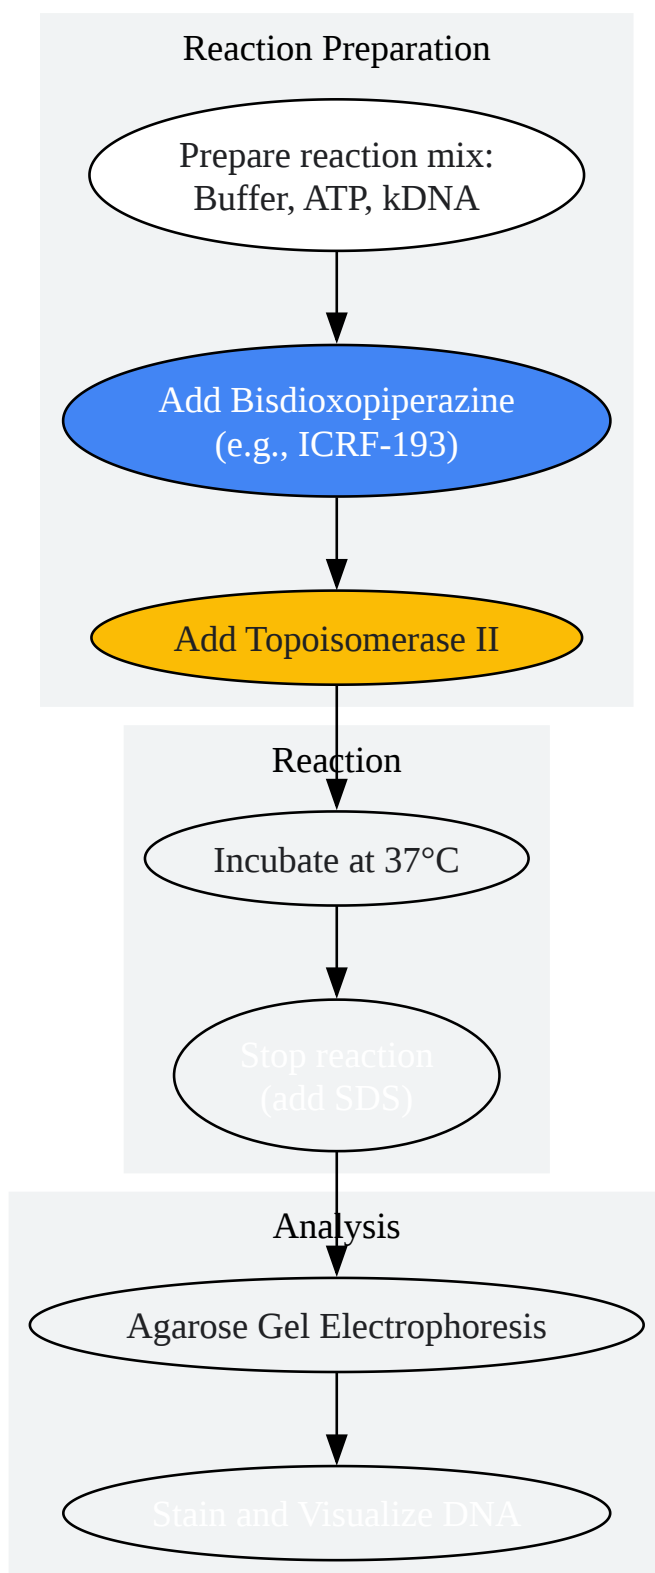 Reaction Preparation
Prepare reaction mix:
Buffer, ATP, kDNA
Add Bisdioxopiperazine
(e.g., ICRF-193)
Add Topoisomerase II
Reaction
Incubate at 37°C
Stop reaction
(add SDS)
Analysis
Agarose Gel Electrophoresis
Stain and Visualize DNA